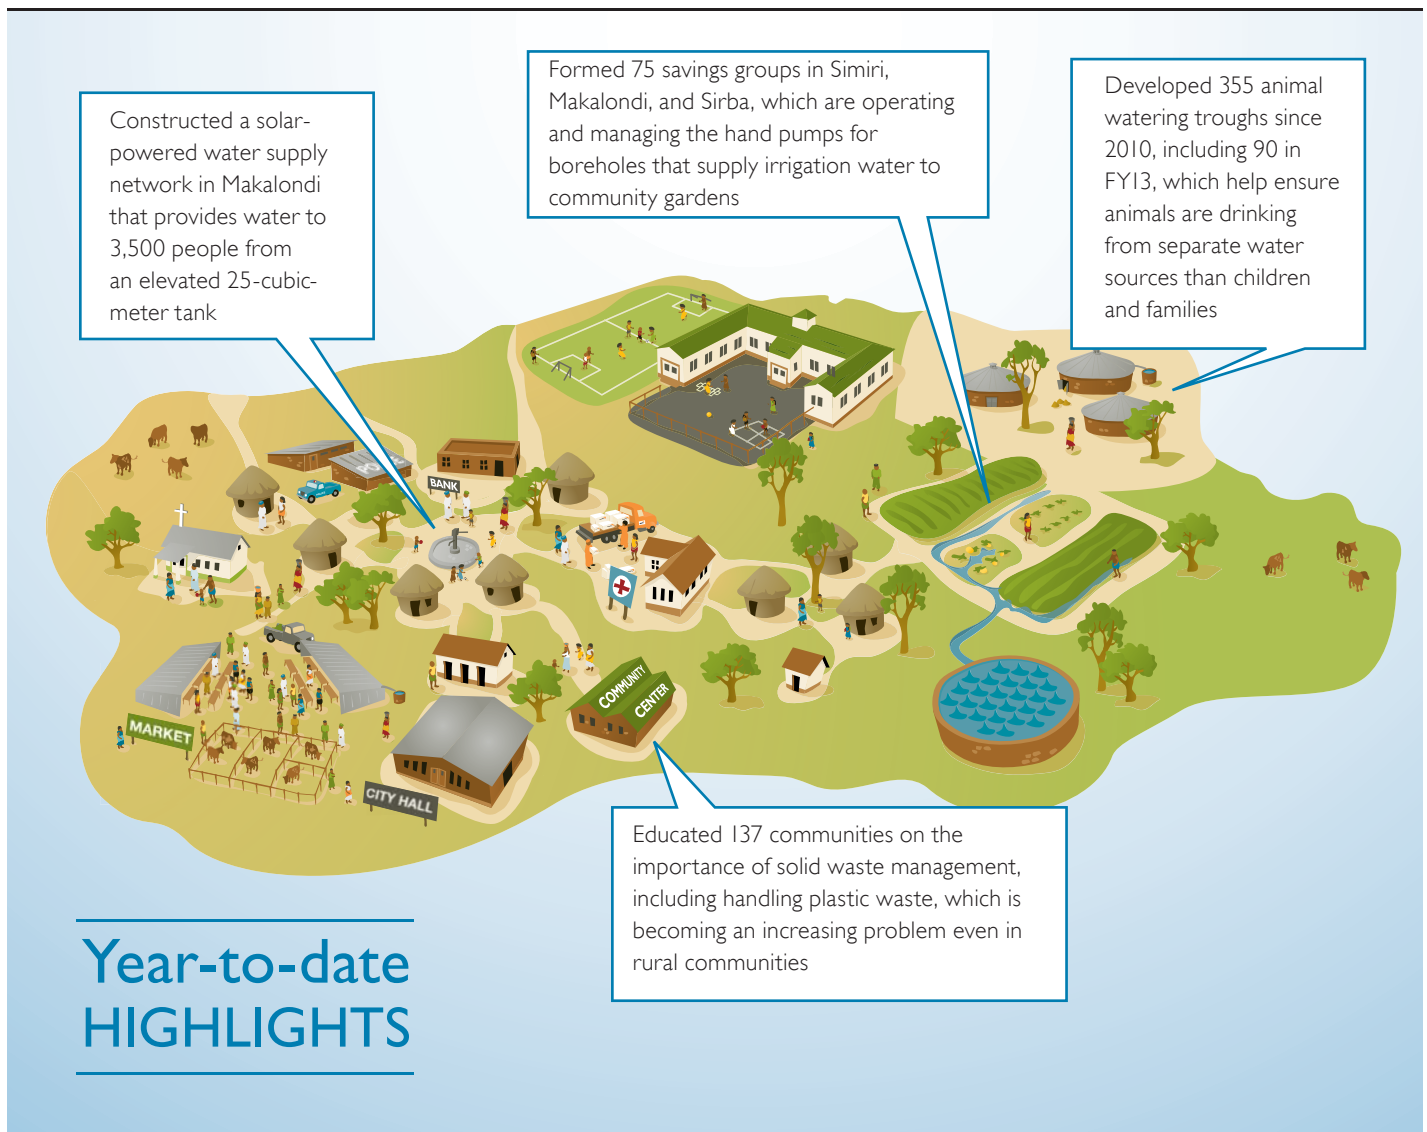 Constructed a solar-
powered water supply
network in Makalondi
that provides water to
3,500 people from
an elevated 25-cubic-
meter tank
Formed 75 savings groups in Simiri,
Makalondi, and Sirba, which are operating
and managing the hand pumps for
boreholes that supply irrigation water to
community gardens
Developed 355 animal
watering troughs since
2010, including 90 in
FY13, which help ensure
animals are drinking
from separate water
sources than children
and families
POLICE
BANK
COMMUNITY
CENTER
MARKET
CITY HALL
Educated 137 communities on the
importance of solid waste management,
including handling plastic waste, which is
becoming an increasing problem even in
rural communities
Year-to-date
HIGHLIGHTS